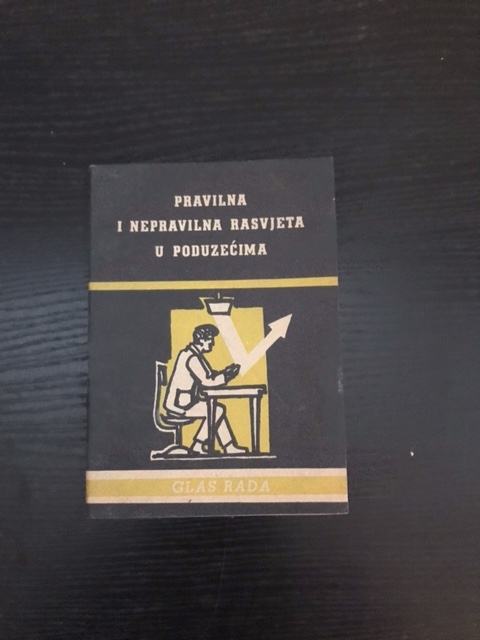 PRAVILNA
I NEPRAVILNA RASVJETA
U PODUZEĆIMA
GLAS RADA